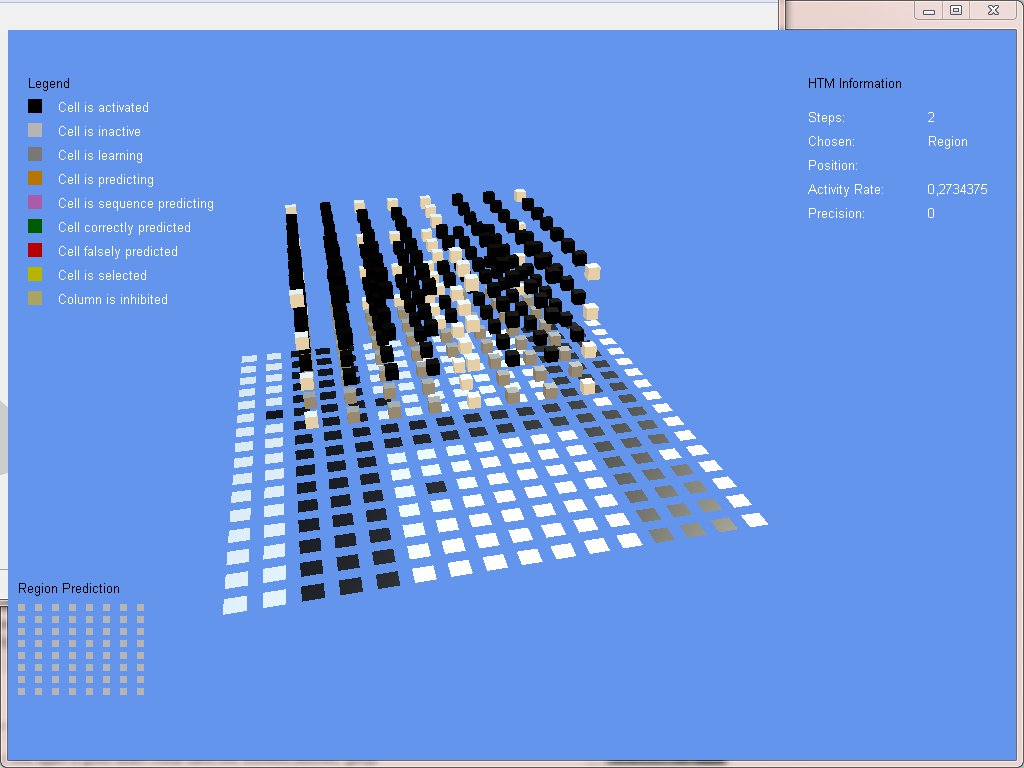 Legend
Cell is activated
Cell is inactive
Cell is learning
Cell is predicting
Cell is sequence predicting
Cell correctly predicted
Cell falsely predicted
Cell is selected
Column is inhibited
HTM Information
Steps: 2
Chosen: Region
Position:
Activity Rate: 0,2734375
Precision: 0
Region Prediction